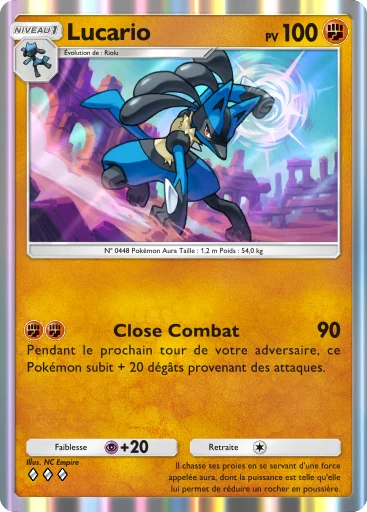 NIVEAU 1
Lucario
PV 100
Évolution de : Riolu
N° 0448 Pokémon Aura Taille : 1,2 m Poids : 54,0 kg
Close Combat 90
Pendant le prochain tour de votre adversaire, ce
Pokémon subit + 20 dégâts provenant des attaques.
Faiblesse +20
Retraite
Illus. NC Empire
Il chasse ses proies en se servant d'une force
appelée aura, dont la puissance est telle qu'elle
lui permet de réduire un rocher en poussière.